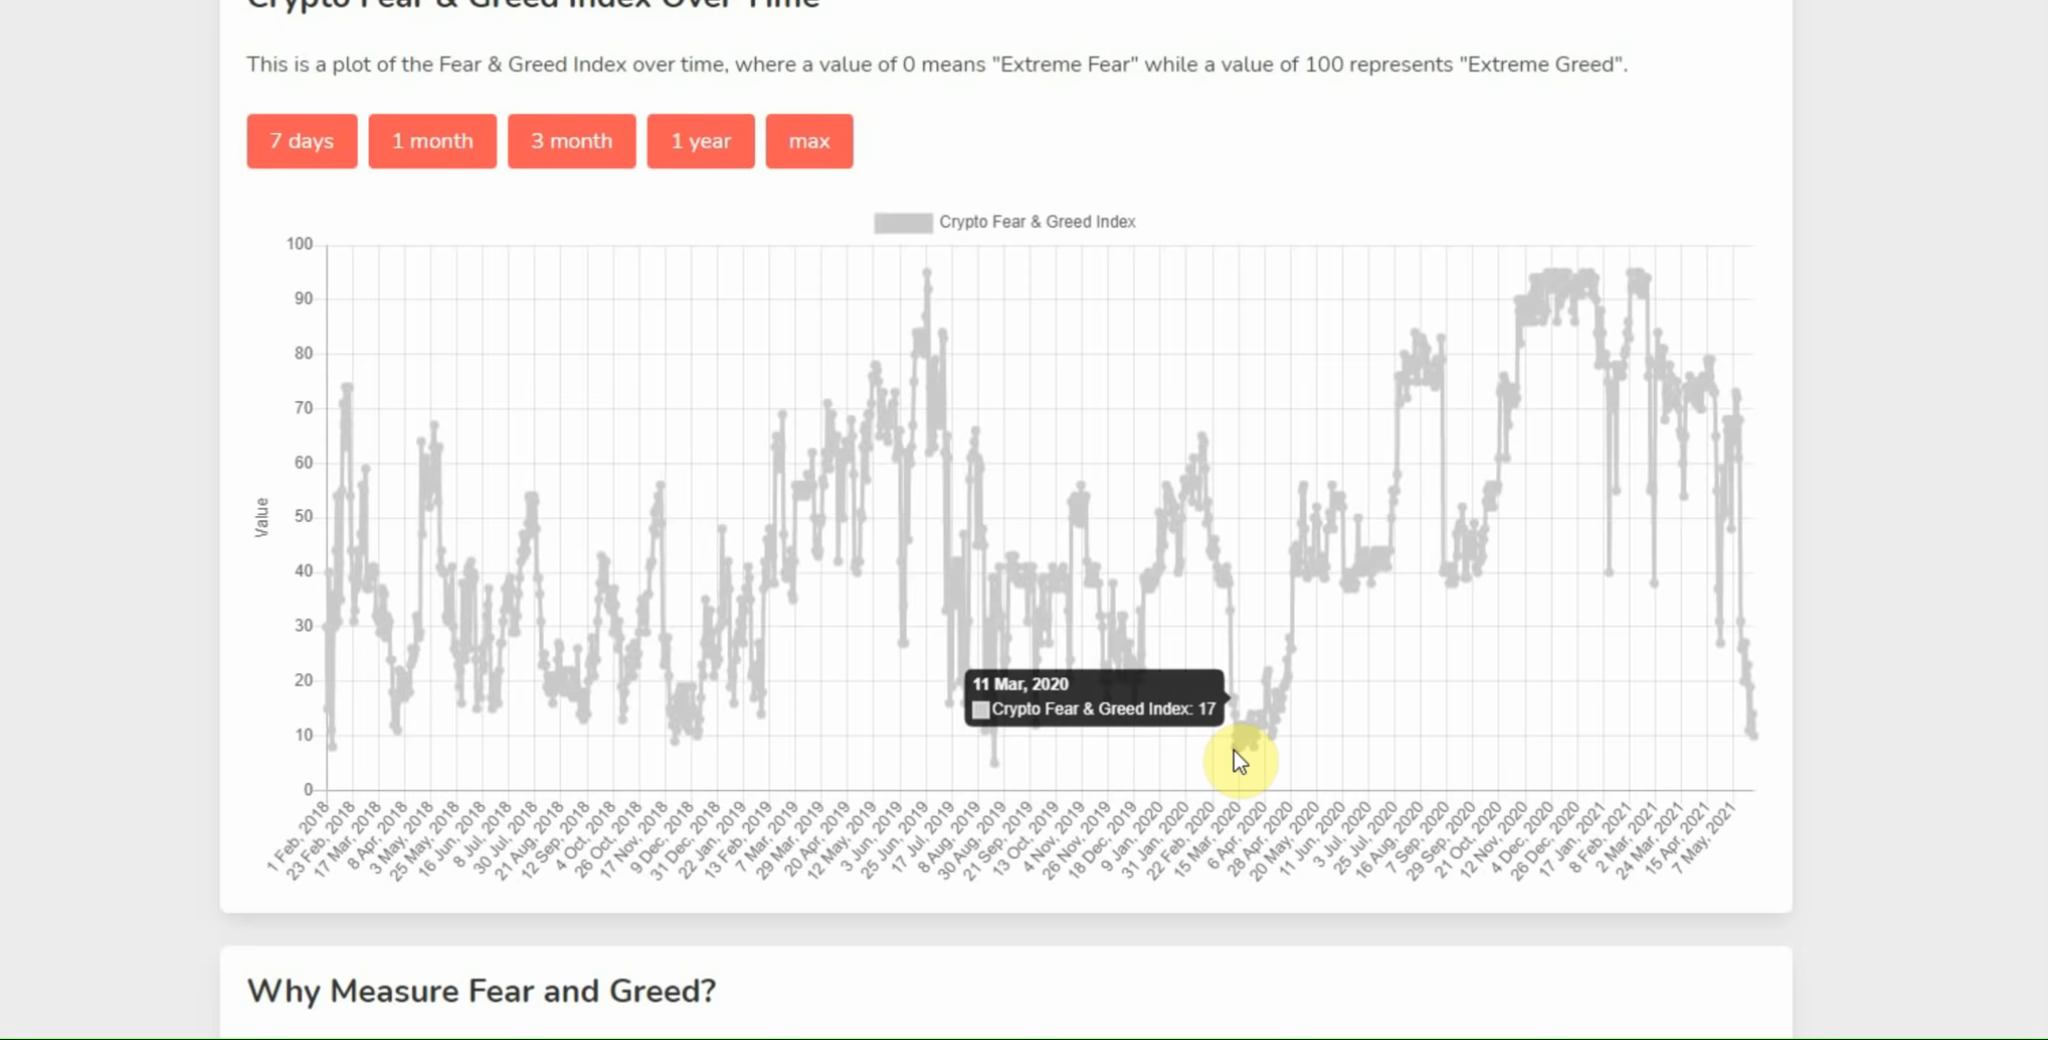 Crypto Fear & Greed Index Over Time
This is a plot of the Fear & Greed Index over time, where a value of 0 means "Extreme Fear" while a value of 100 represents "Extreme Greed".
7 days
1 month
3 month
1 year
max
Crypto Fear & Greed Index
100
90
80
70
60
50
40
30
20
10
0
Value
11 Mar, 2020
Crypto Fear & Greed Index: 17
1 Feb, 2018
23 Feb, 2018
17 Mar, 2018
8 Apr, 2018
3 May, 2018
25 May, 2018
16 Jun, 2018
8 Jul, 2018
30 Jul, 2018
21 Aug, 2018
12 Sep, 2018
4 Oct, 2018
26 Oct, 2018
17 Nov, 2018
9 Dec, 2018
31 Dec, 2018
22 Jan, 2019
13 Feb, 2019
7 Mar, 2019
29 Mar, 2019
20 Apr, 2019
12 May, 2019
3 Jun, 2019
25 Jun, 2019
17 Jul, 2019
8 Aug, 2019
30 Aug, 2019
21 Sep, 2019
13 Oct, 2019
4 Nov, 2019
26 Nov, 2019
18 Dec, 2019
9 Jan, 2020
31 Jan, 2020
22 Feb, 2020
15 Mar, 2020
6 Apr, 2020
28 Apr, 2020
20 May, 2020
11 Jun, 2020
3 Jul, 2020
25 Jul, 2020
16 Aug, 2020
7 Sep, 2020
29 Sep, 2020
21 Oct, 2020
12 Nov, 2020
4 Dec, 2020
26 Dec, 2020
17 Jan, 2021
8 Feb, 2021
2 Mar, 2021
24 Mar, 2021
15 Apr, 2021
7 May, 2021
Why Measure Fear and Greed?